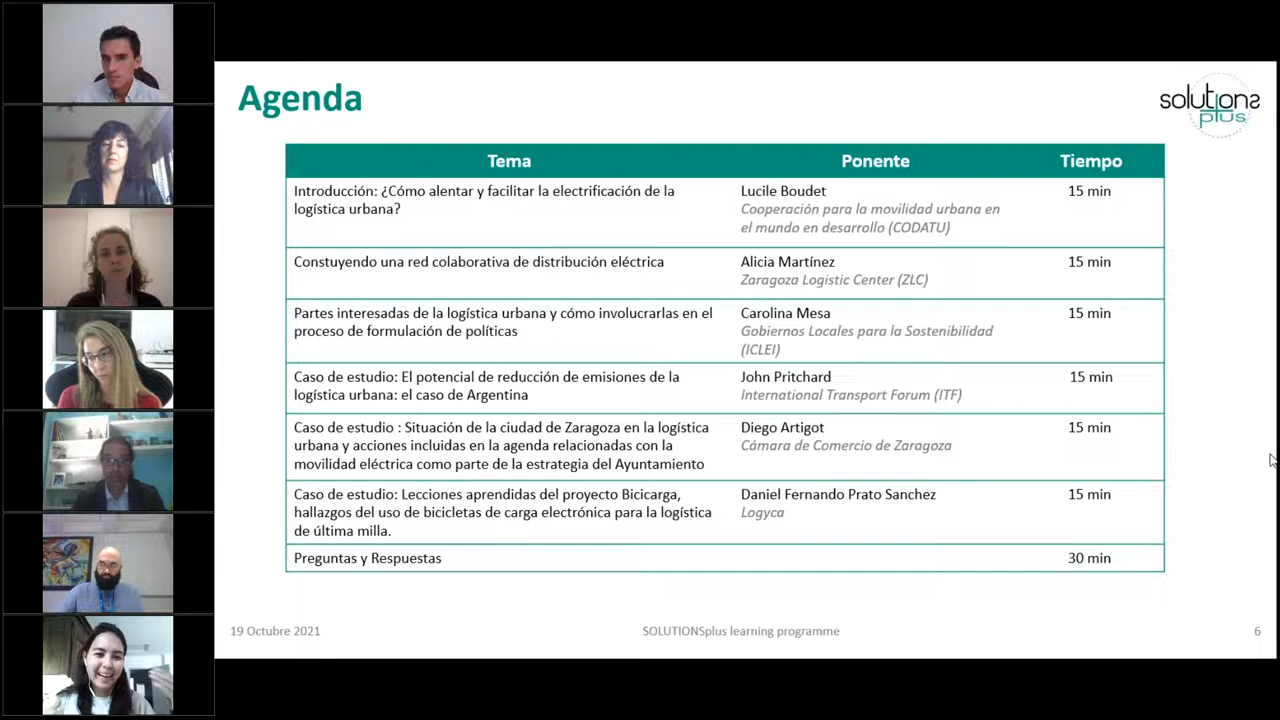 Agenda
solutions
plus
Tema
Ponente
Tiempo
Introducción: ¿Cómo alentar y facilitar la electrificación de la
logística urbana?
Lucile Boudet
Cooperación para la movilidad urbana en
el mundo en desarrollo (CODATU)
15 min
Constuyendo una red colaborativa de distribución eléctrica
Alicia Martínez
Zaragoza Logistic Center (ZLC)
15 min
Partes interesadas de la logística urbana y cómo involucrarlas en el
proceso de formulación de políticas
Carolina Mesa
Gobiernos Locales para la Sostenibilidad
(ICLEI)
15 min
Caso de estudio: El potencial de reducción de emisiones de la
logística urbana: el caso de Argentina
John Pritchard
International Transport Forum (ITF)
15 min
Caso de estudio : Situación de la ciudad de Zaragoza en la logística
urbana y acciones incluidas en la agenda relacionadas con la
movilidad eléctrica como parte de la estrategia del Ayuntamiento
Diego Artigot
Cámara de Comercio de Zaragoza
15 min
Caso de estudio: Lecciones aprendidas del proyecto Bicicarga,
hallazgos del uso de bicicletas de carga electrónica para la logística
de última milla.
Daniel Fernando Prato Sanchez
Logyca
15 min
Preguntas y Respuestas
30 min
19 Octubre 2021
SOLUTIONSplus learning programme
6